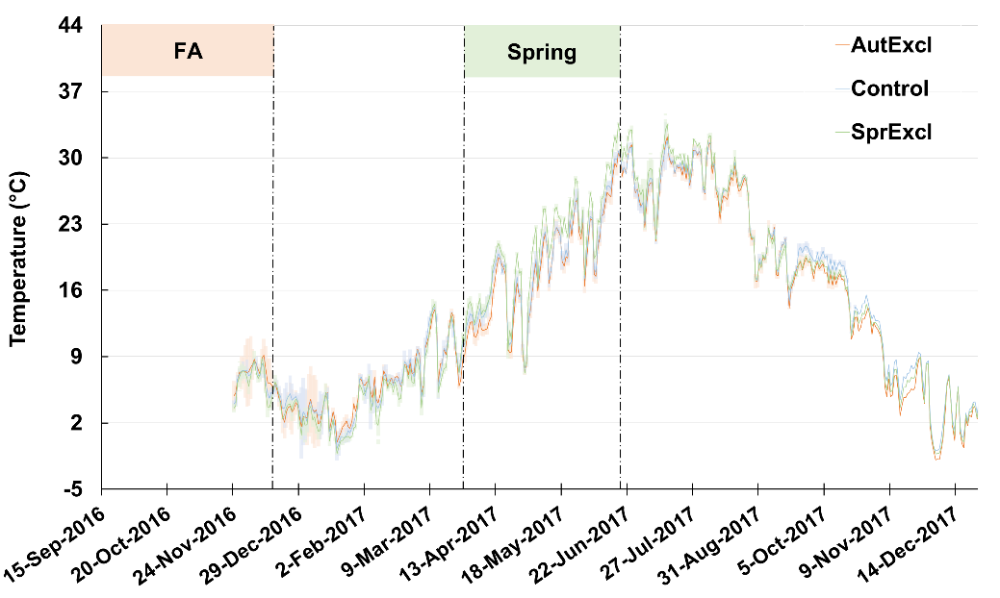 44
FA
Spring
AutExcl
37
Control
SprExcl
30
23
16
9
2
-5
Temperature (°C)
15-Sep-2016
20-Oct-2016
24-Nov-2016
29-Dec-2016
2-Feb-2017
9-Mar-2017
13-Apr-2017
18-May-2017
22-Jun-2017
27-Jul-2017
31-Aug-2017
5-Oct-2017
9-Nov-2017
14-Dec-2017